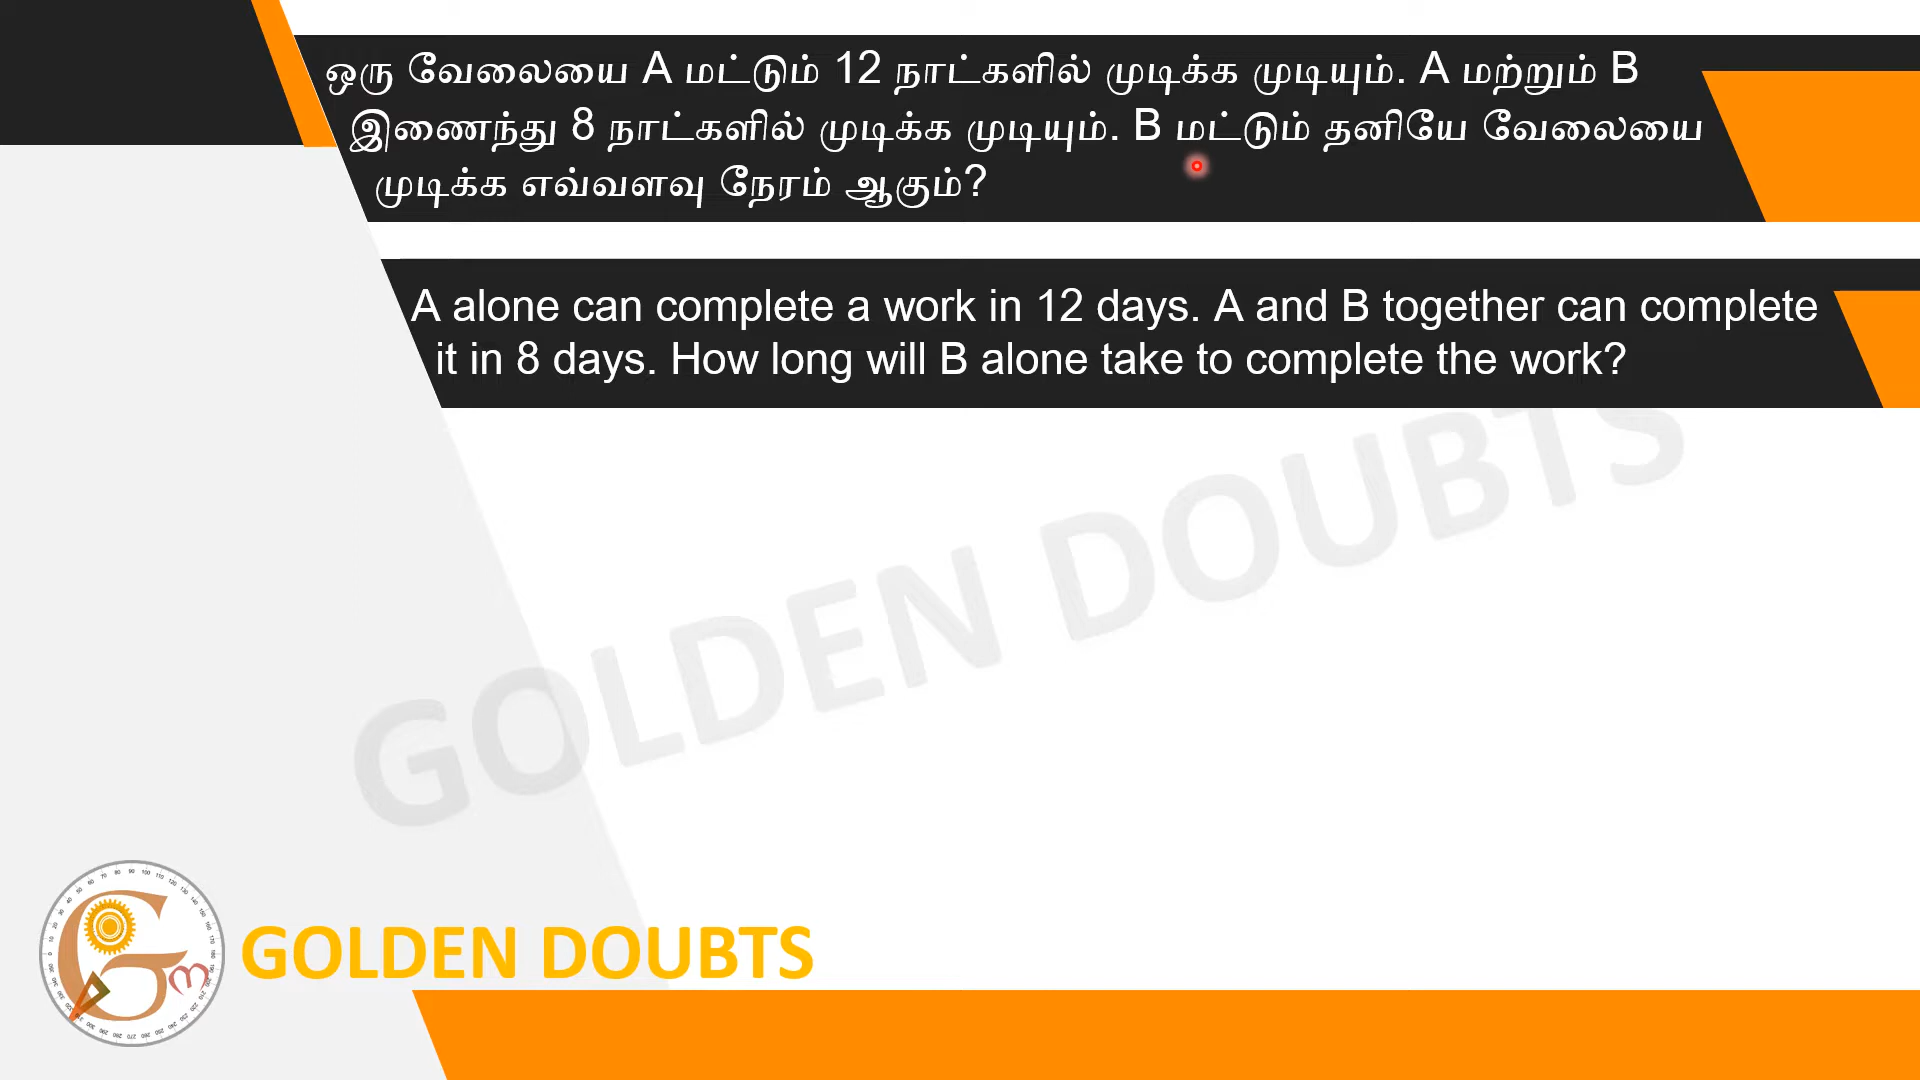 ஒரு வேலையை A மட்டும் 12 நாட்களில் முடிக்க முடியும். A மற்றும் B
இணைந்து 8 நாட்களில் முடிக்க முடியும். B மட்டும் தனியே வேலையை
முடிக்க எவ்வளவு நேரம் ஆகும்?
A alone can complete a work in 12 days. A and B together can complete
it in 8 days. How long will B alone take to complete the work?
GOLDEN DOUBTS
GOLDEN DOUBTS